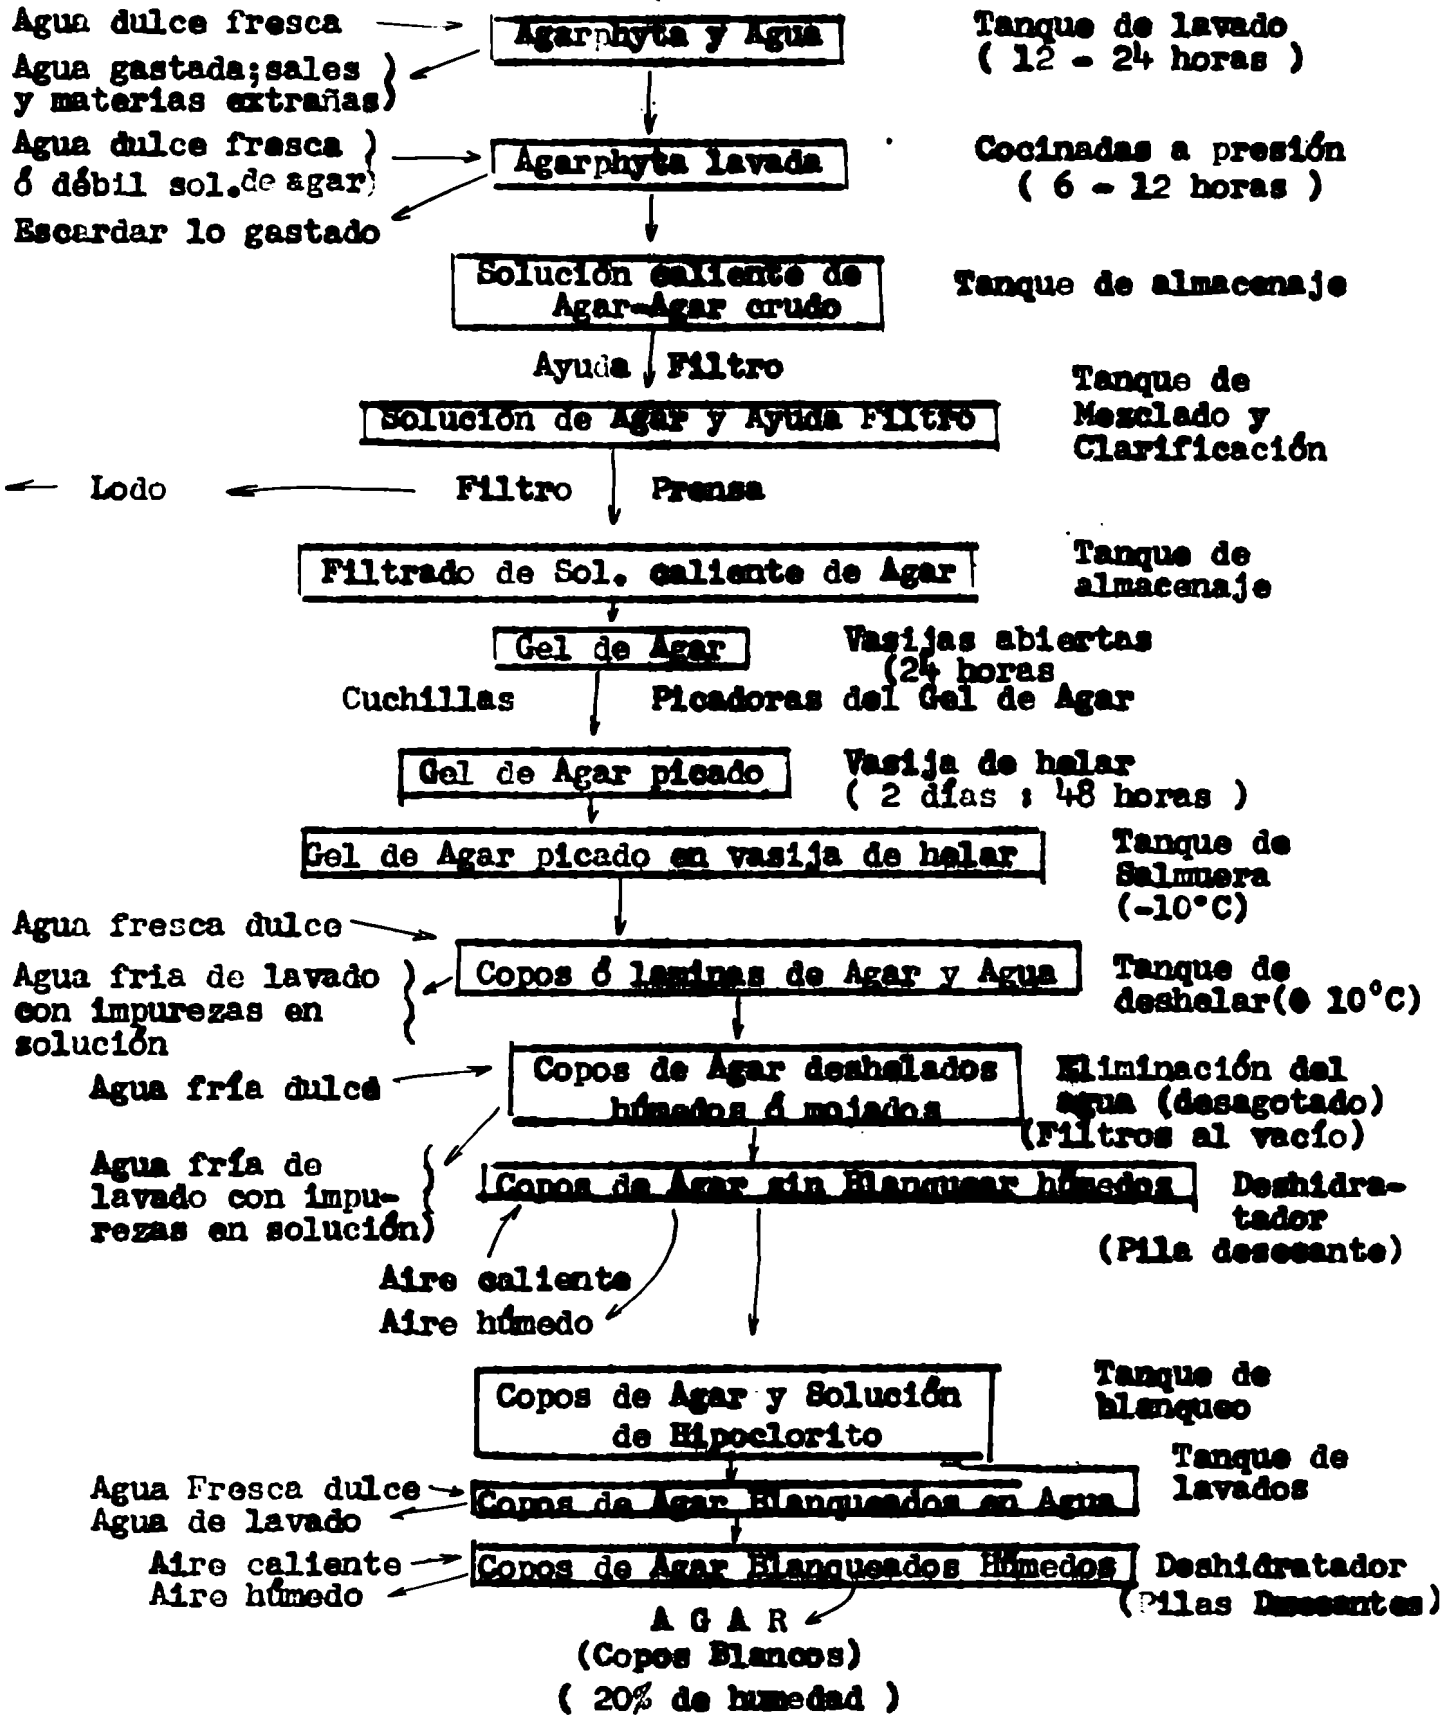 Agua dulce fresca
Agarphyta y Agua
Tanque de lavado
( 12 - 24 horas )
Agua gastada;sales )
y materias extrañas)
Agua dulce fresca )
ó débil sol.de agar)
Agarphyta lavada
Cocinadas a presión
( 6 - 12 horas )
Escardar lo gastado
Solución caliente de
Agar-Agar crudo
Tanque de almacenaje
Ayuda Filtro
Tanque de
Mezclado y
Clarificación
Solución de Agar y Ayuda Filtro
Lodo
Filtro Prensa
Filtrado de Sol. caliente de Agar
Tanque de
almacenaje
Gel de Agar
Vasijas abiertas
(24 horas
Cuchillas
Picadoras del Gel de Agar
Gel de Agar picado
Vasija de helar
( 2 días : 48 horas )
Gel de Agar picado en vasija de helar
Tanque de
Salmuera
(-10°C)
Agua fresca dulce
Copos ó laminas de Agar y Agua
Tanque de
deshelar(@ 10°C)
Agua fria de lavado
con impurezas en
solución
Agua fría dulce
Copos de Agar deshelados
húmedos ó mojados
Eliminación del
agua (desagotado)
(Filtros al vacío)
Agua fría de
lavado con impu-
rezas en solución)
Copos de Agar sin Blanquear húmedos
Deshidra-
tador
(Pila desecante)
Aire caliente
Aire húmedo
Copos de Agar y Solución
de Hipoclorito
Tanque de
blanqueo
Tanque de
lavados
Agua Fresca dulce
Agua de lavado
Copos de Agar Blanqueados en Agua
Aire caliente
Aire húmedo
Copos de Agar Blanqueados Húmedos
Deshidratador
(Pilas Desecantes)
A G A R
(Copos Blancos)
( 20% de humedad )